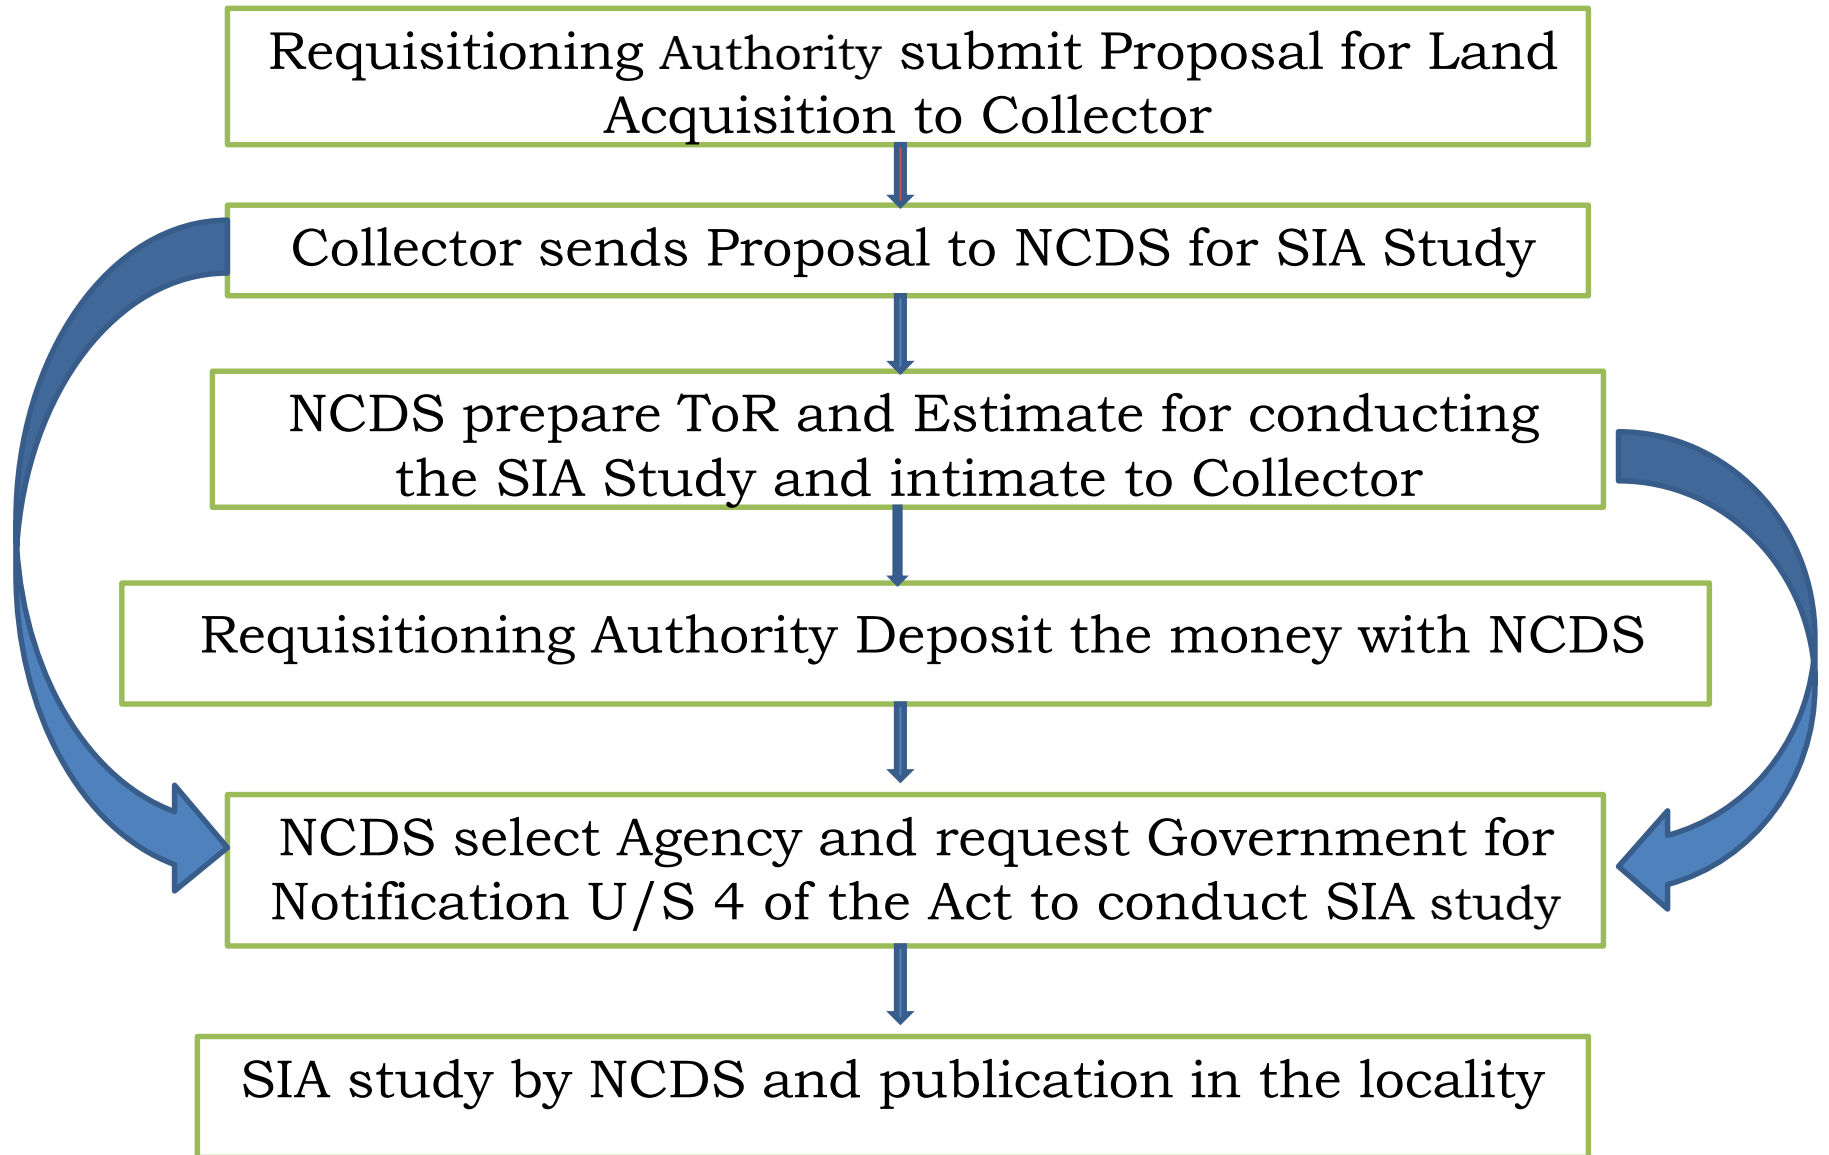 Requisitioning Authority submit Proposal for Land
Acquisition to Collector
Collector sends Proposal to NCDS for SIA Study
NCDS prepare ToR and Estimate for conducting
the SIA Study and intimate to Collector
Requisitioning Authority Deposit the money with NCDS
NCDS select Agency and request Government for
Notification U/S 4 of the Act to conduct SIA study
SIA study by NCDS and publication in the locality